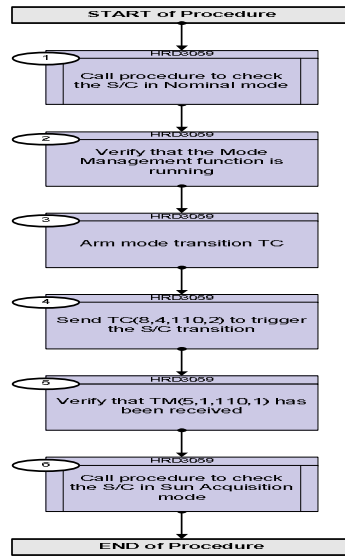 START of Procedure
HRD3059
1
Call procedure to check
the S/C in Nominal mode
HRD3059
2
Verify that the Mode
Management function is
running
HRD3059
3
Arm mode transition TC
HRD3059
4
Send TC(8,4,110,2) to trigger
the S/C transition
HRD3059
5
Verify that TM(5,1,110,1) has
been received
HRD3059
6
Call procedure to check
the S/C in Sun Acquisition
mode
END of Procedure